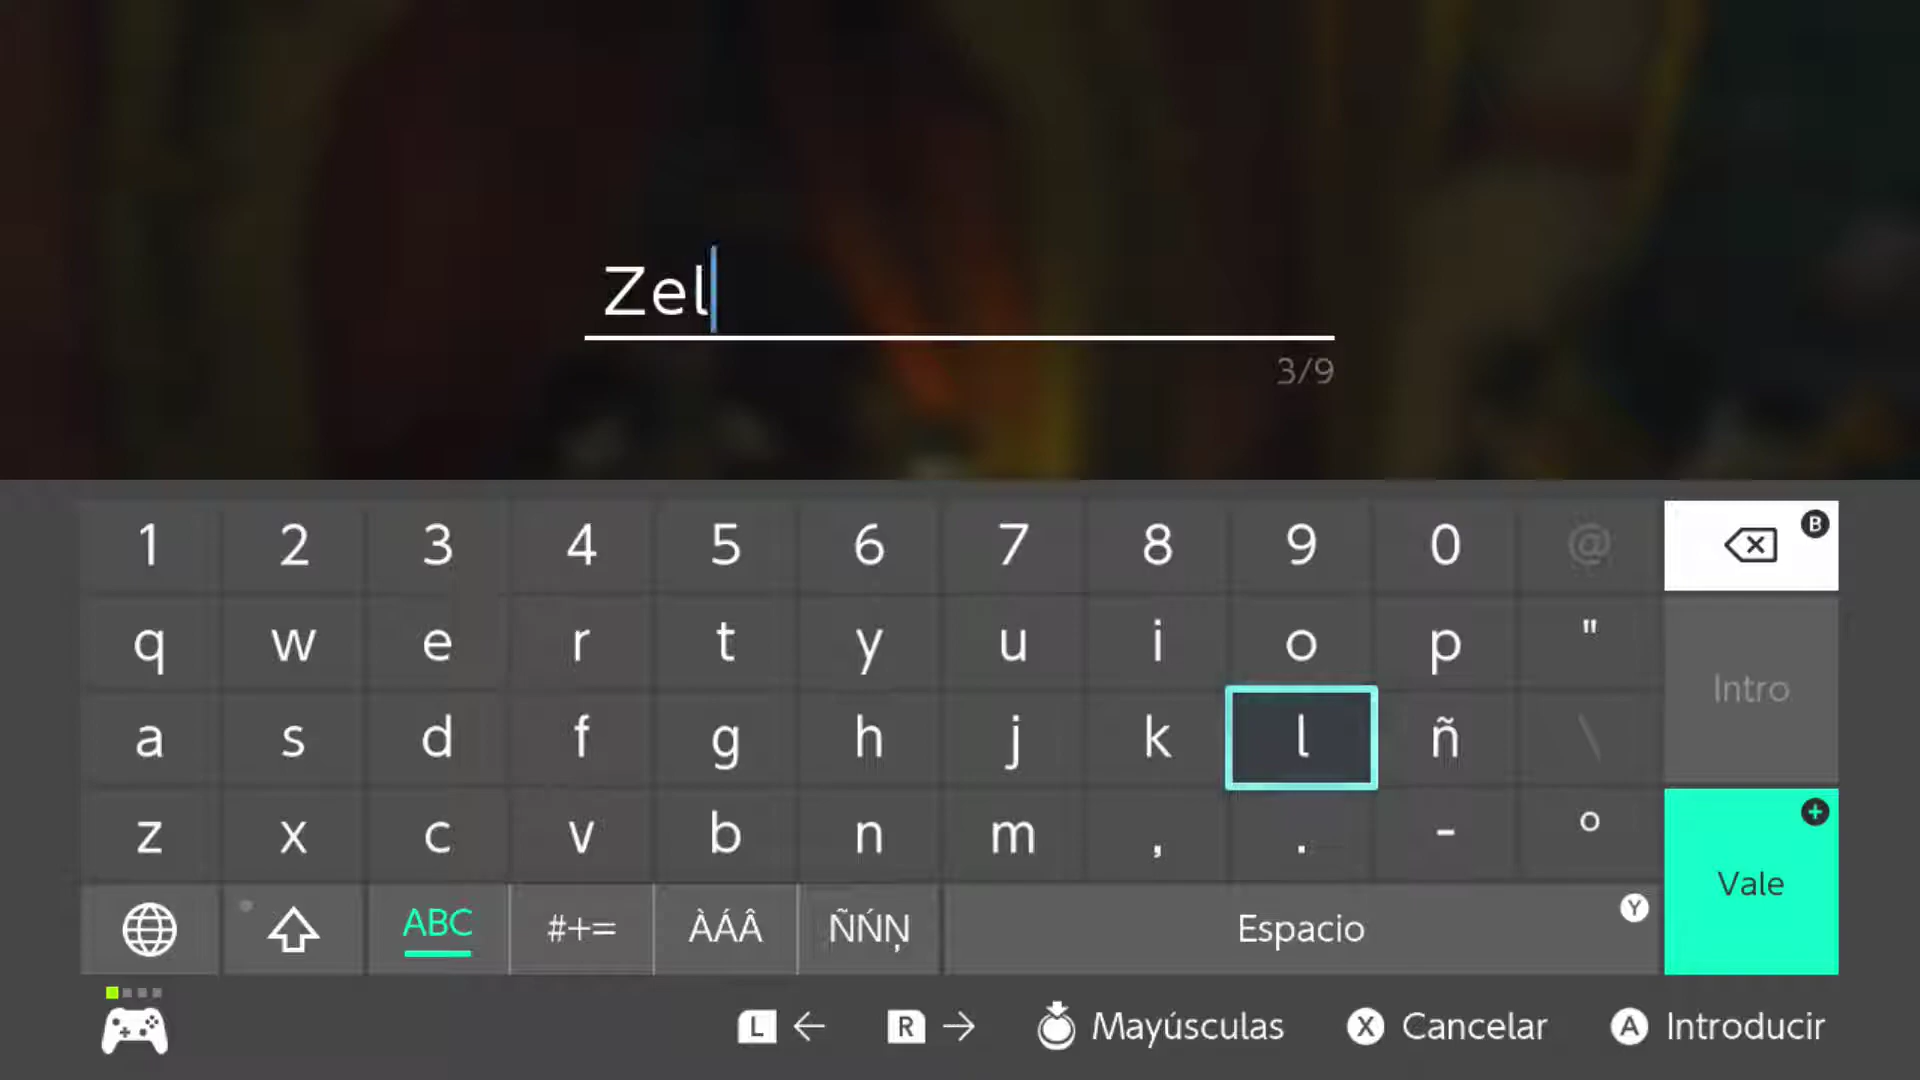 Zel
3/9
1 2 3 4 5 6 7 8 9 0 @ B
q w e r t y u i o p "
Intro
a s d f g h j k l ñ \
z x c v b n m , . - º
+
Vale
ABC #+= ÀÁÂ ÑŃŅ Espacio Y
L ← R → Mayúsculas X Cancelar A Introducir